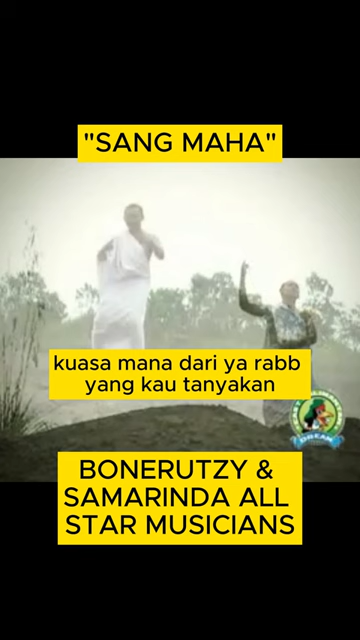 "SANG MAHA"
kuasa mana dari ya rabb
yang kau tanyakan
DREAM
BONERUTZY &
SAMARINDA ALL
STAR MUSICIANS